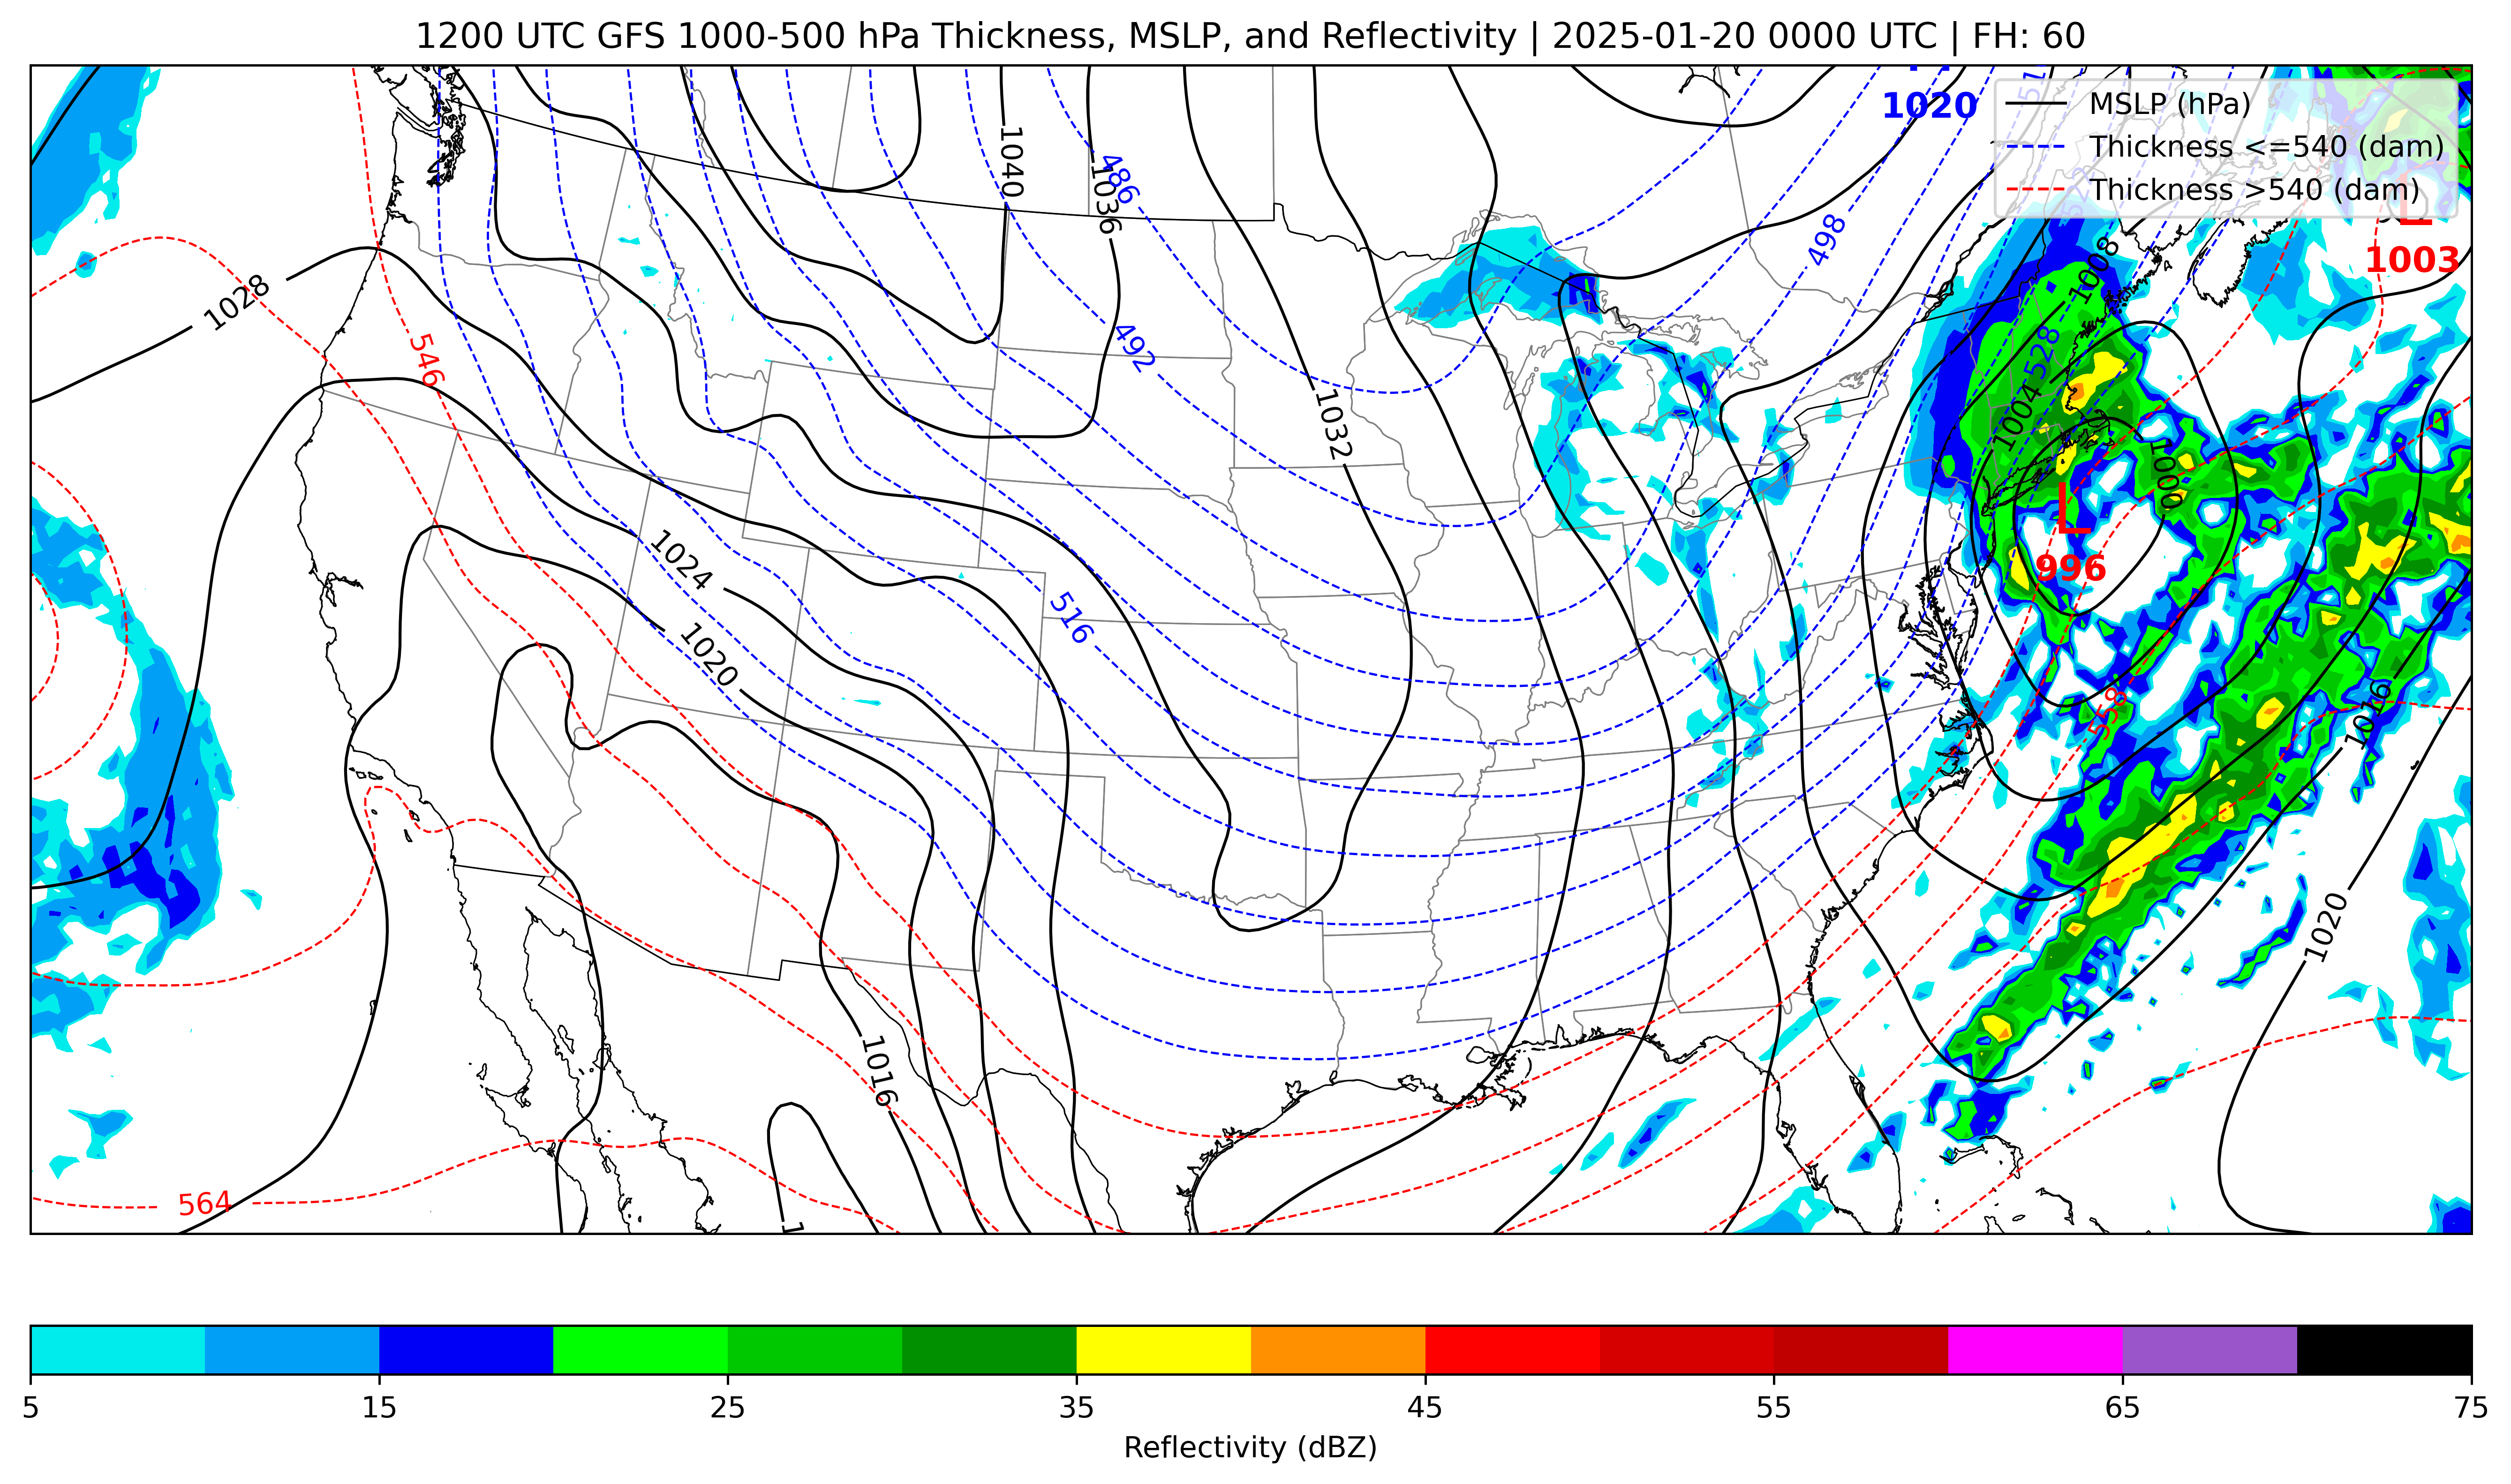 1200 UTC GFS 1000-500 hPa Thickness, MSLP, and Reflectivity | 2025-01-20 0000 UTC | FH: 60
1020
MSLP (hPa)
Thickness <=540 (dam)
Thickness >540 (dam)
1040
1036
486
498
1008
L
1003
1028
546
492
528
1004
1032
1000
L
996
1024
516
1020
558
1016
1020
1016
564
5 15 25 35 45 55 65 75
Reflectivity (dBZ)